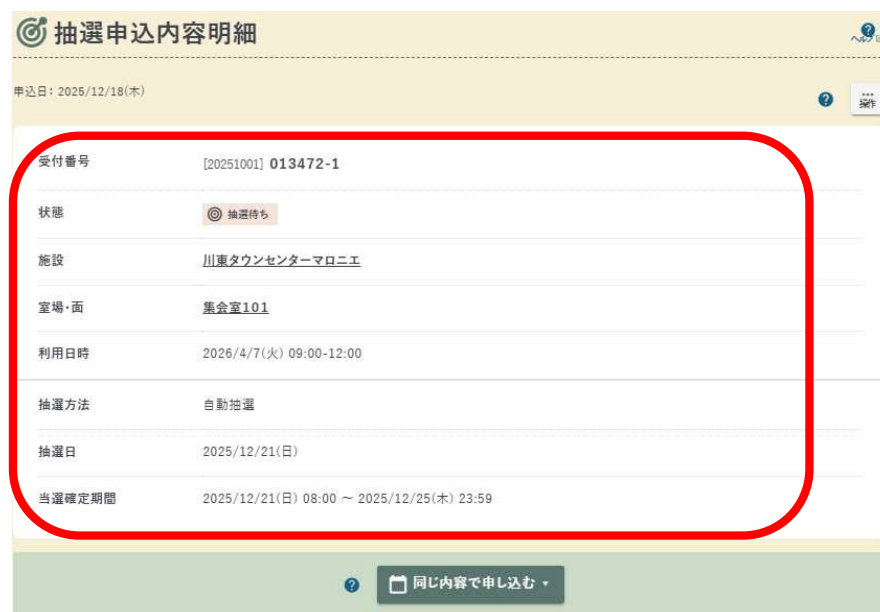 抽選申込内容明細
ヘルプ
申込日: 2025/12/18(木)
操作
受付番号 [20251001] 013472-1
状態 抽選待ち
施設 川東タウンセンターマロニエ
室場・面 集会室101
利用日時 2026/4/7(火) 09:00-12:00
抽選方法 自動抽選
抽選日 2025/12/21(日)
当選確定期間 2025/12/21(日) 08:00 ～ 2025/12/25(木) 23:59
同じ内容で申し込む